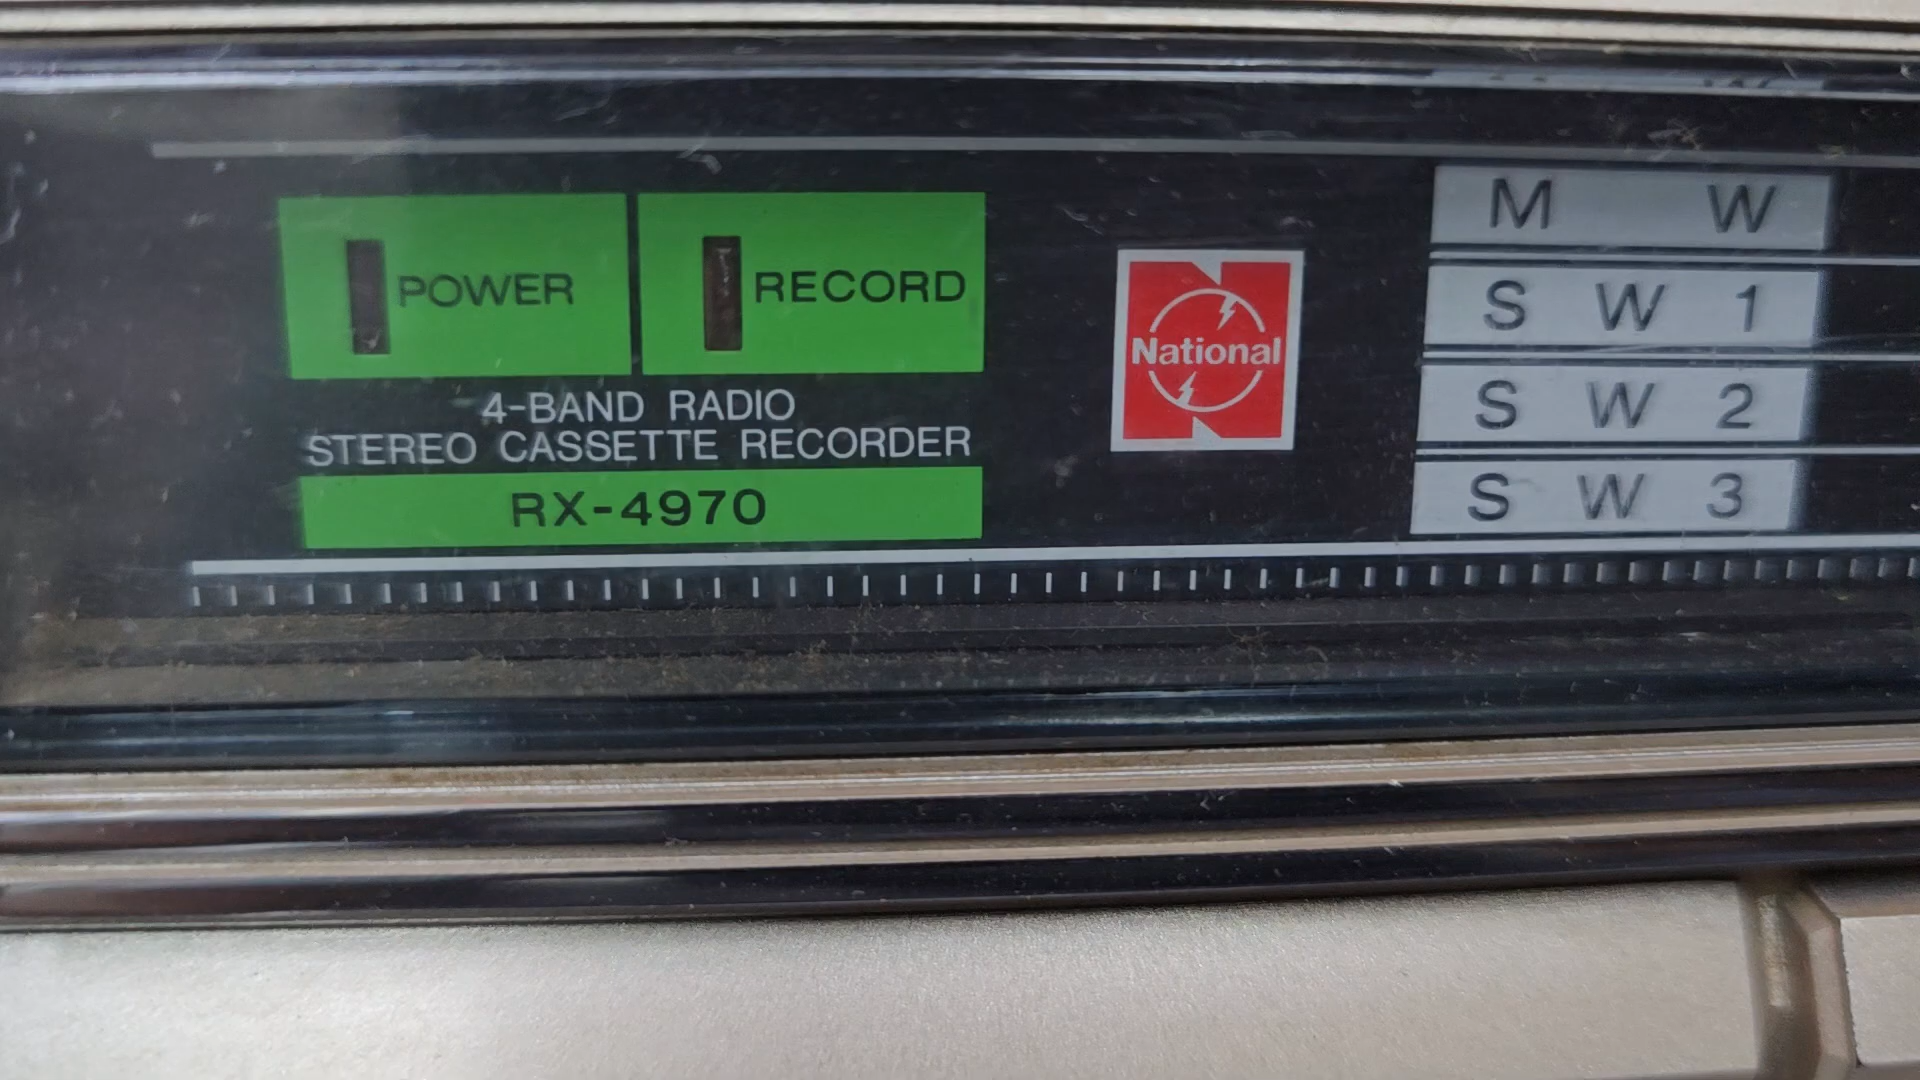 POWER RECORD
4-BAND RADIO
STEREO CASSETTE RECORDER
RX-4970
National
M W
S W 1
S W 2
S W 3